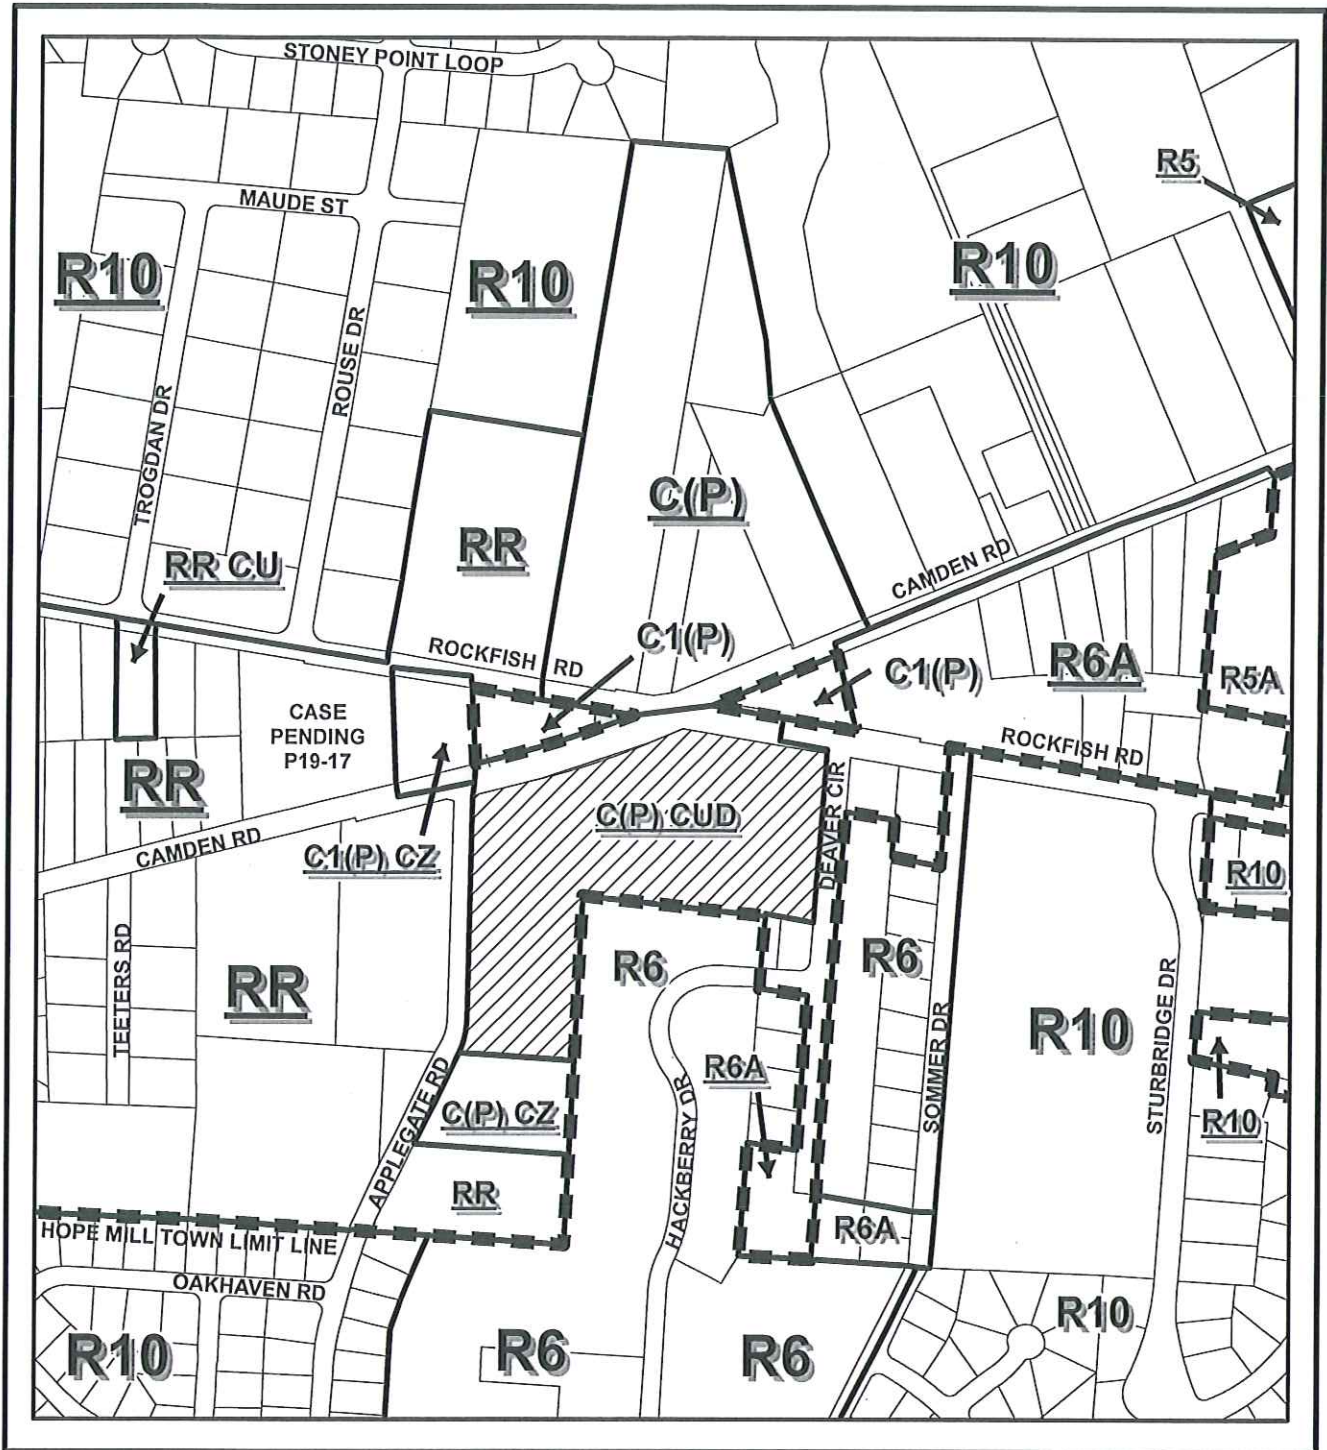 STONEY POINT LOOP
R5
MAUDE ST
R10
R10
R10
ROUSE DR
TROGDAN DR
C(P)
RR
RR CU
CAMDEN RD
C1(P)
ROCKFISH RD
C1(P)
R6A
R5A
CASE
PENDING
P19-17
ROCKFISH RD
RR
C(P) CUD
DEAVER CIR
CAMDEN RD
C1(P) CZ
R10
TEETERS RD
RR
R6
R6
R10
SOMMER DR
STURBRIDGE DR
R6A
HACKBERRY DR
APPLEGATE RD
C(P) CZ
R10
RR
R6A
HOPE MILL TOWN LIMIT LINE
OAKHAVEN RD
R10
R10
R6
R6